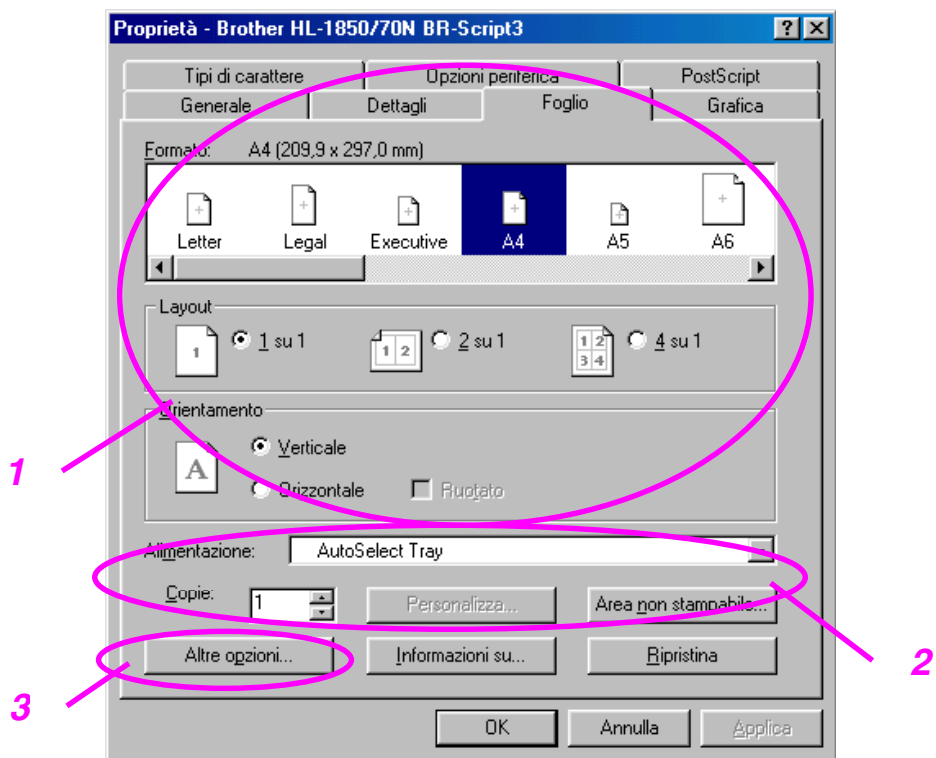 Proprietà - Brother HL-1850/70N BR-Script3
Tipi di carattere Opzioni periferica PostScript
Generale Dettagli Foglio Grafica
Formato: A4 (209,9 x 297,0 mm)
Letter Legal Executive A4 A5 A6
Layout
1 1 su 1 1 2 2 su 1 1 2 4 su 1
3 4
Orientamento
A Verticale
1
Orizzontale Ruotato
Alimentazione: AutoSelect Tray
Copie: 1 Personalizza... Area non stampabile...
Altre opzioni... Informazioni su... Ripristina
2
3
OK Annulla Applica